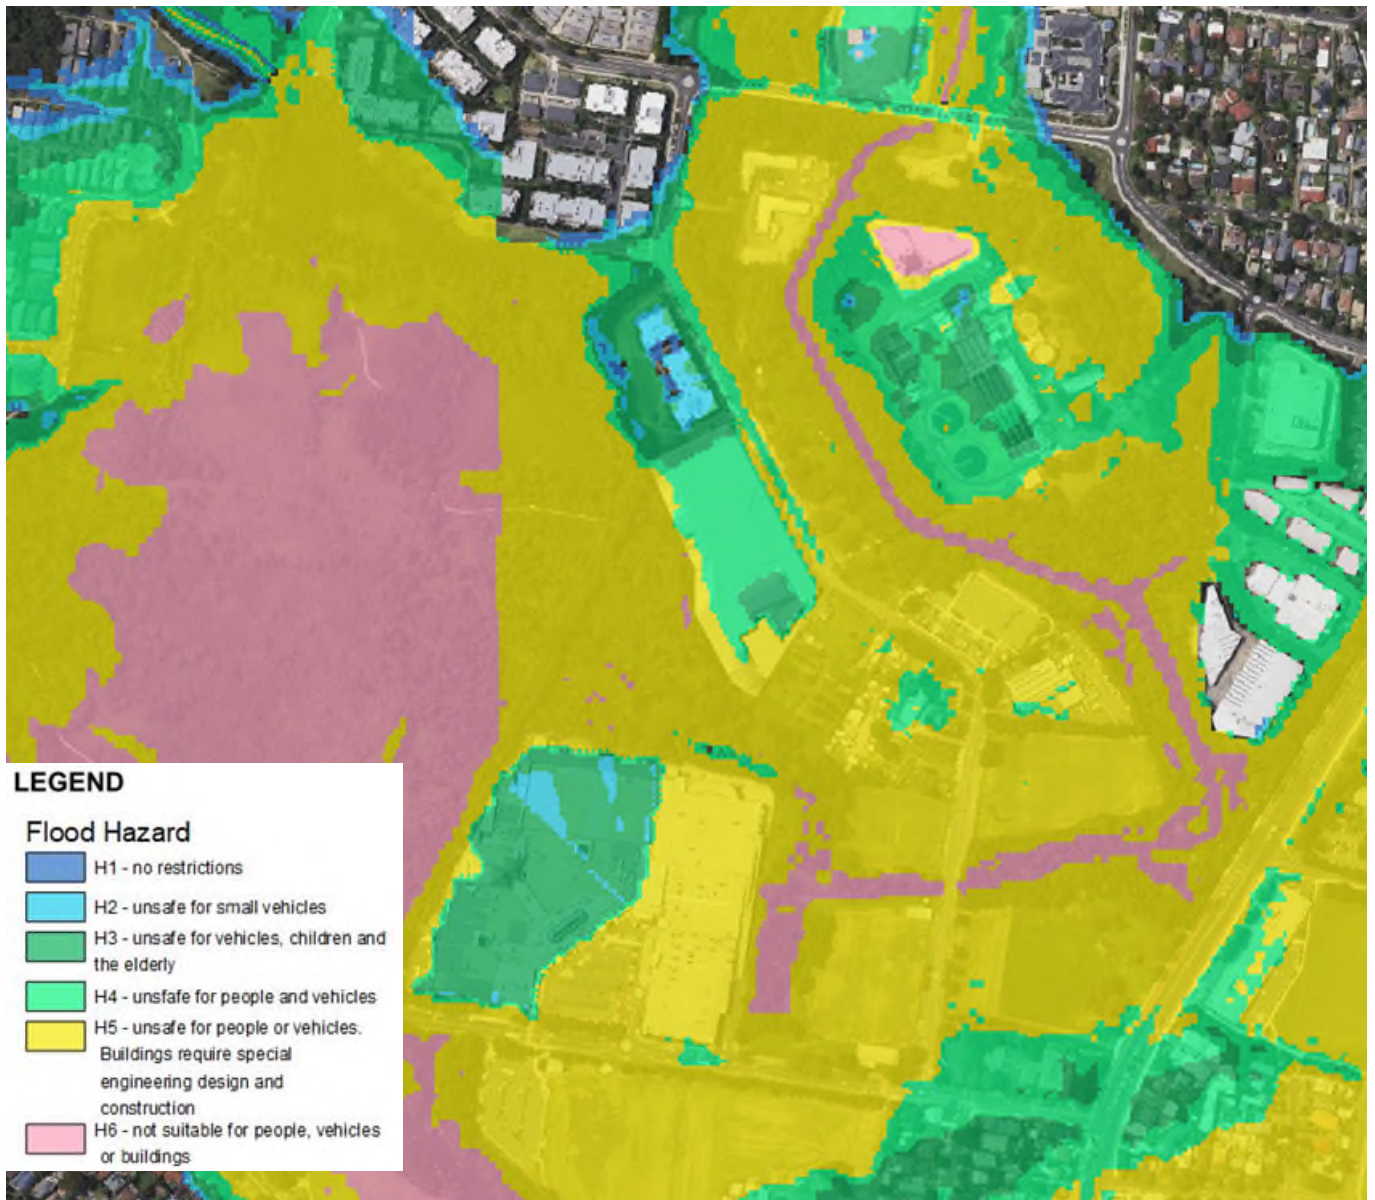 LEGEND
Flood Hazard
H1 - no restrictions
H2 - unsafe for small vehicles
H3 - unsafe for vehicles, children and
the elderly
H4 - unsfafe for people and vehicles
H5 - unsafe for people or vehicles.
Buildings require special
engineering design and
construction
H6 - not suitable for people, vehicles
or buildings